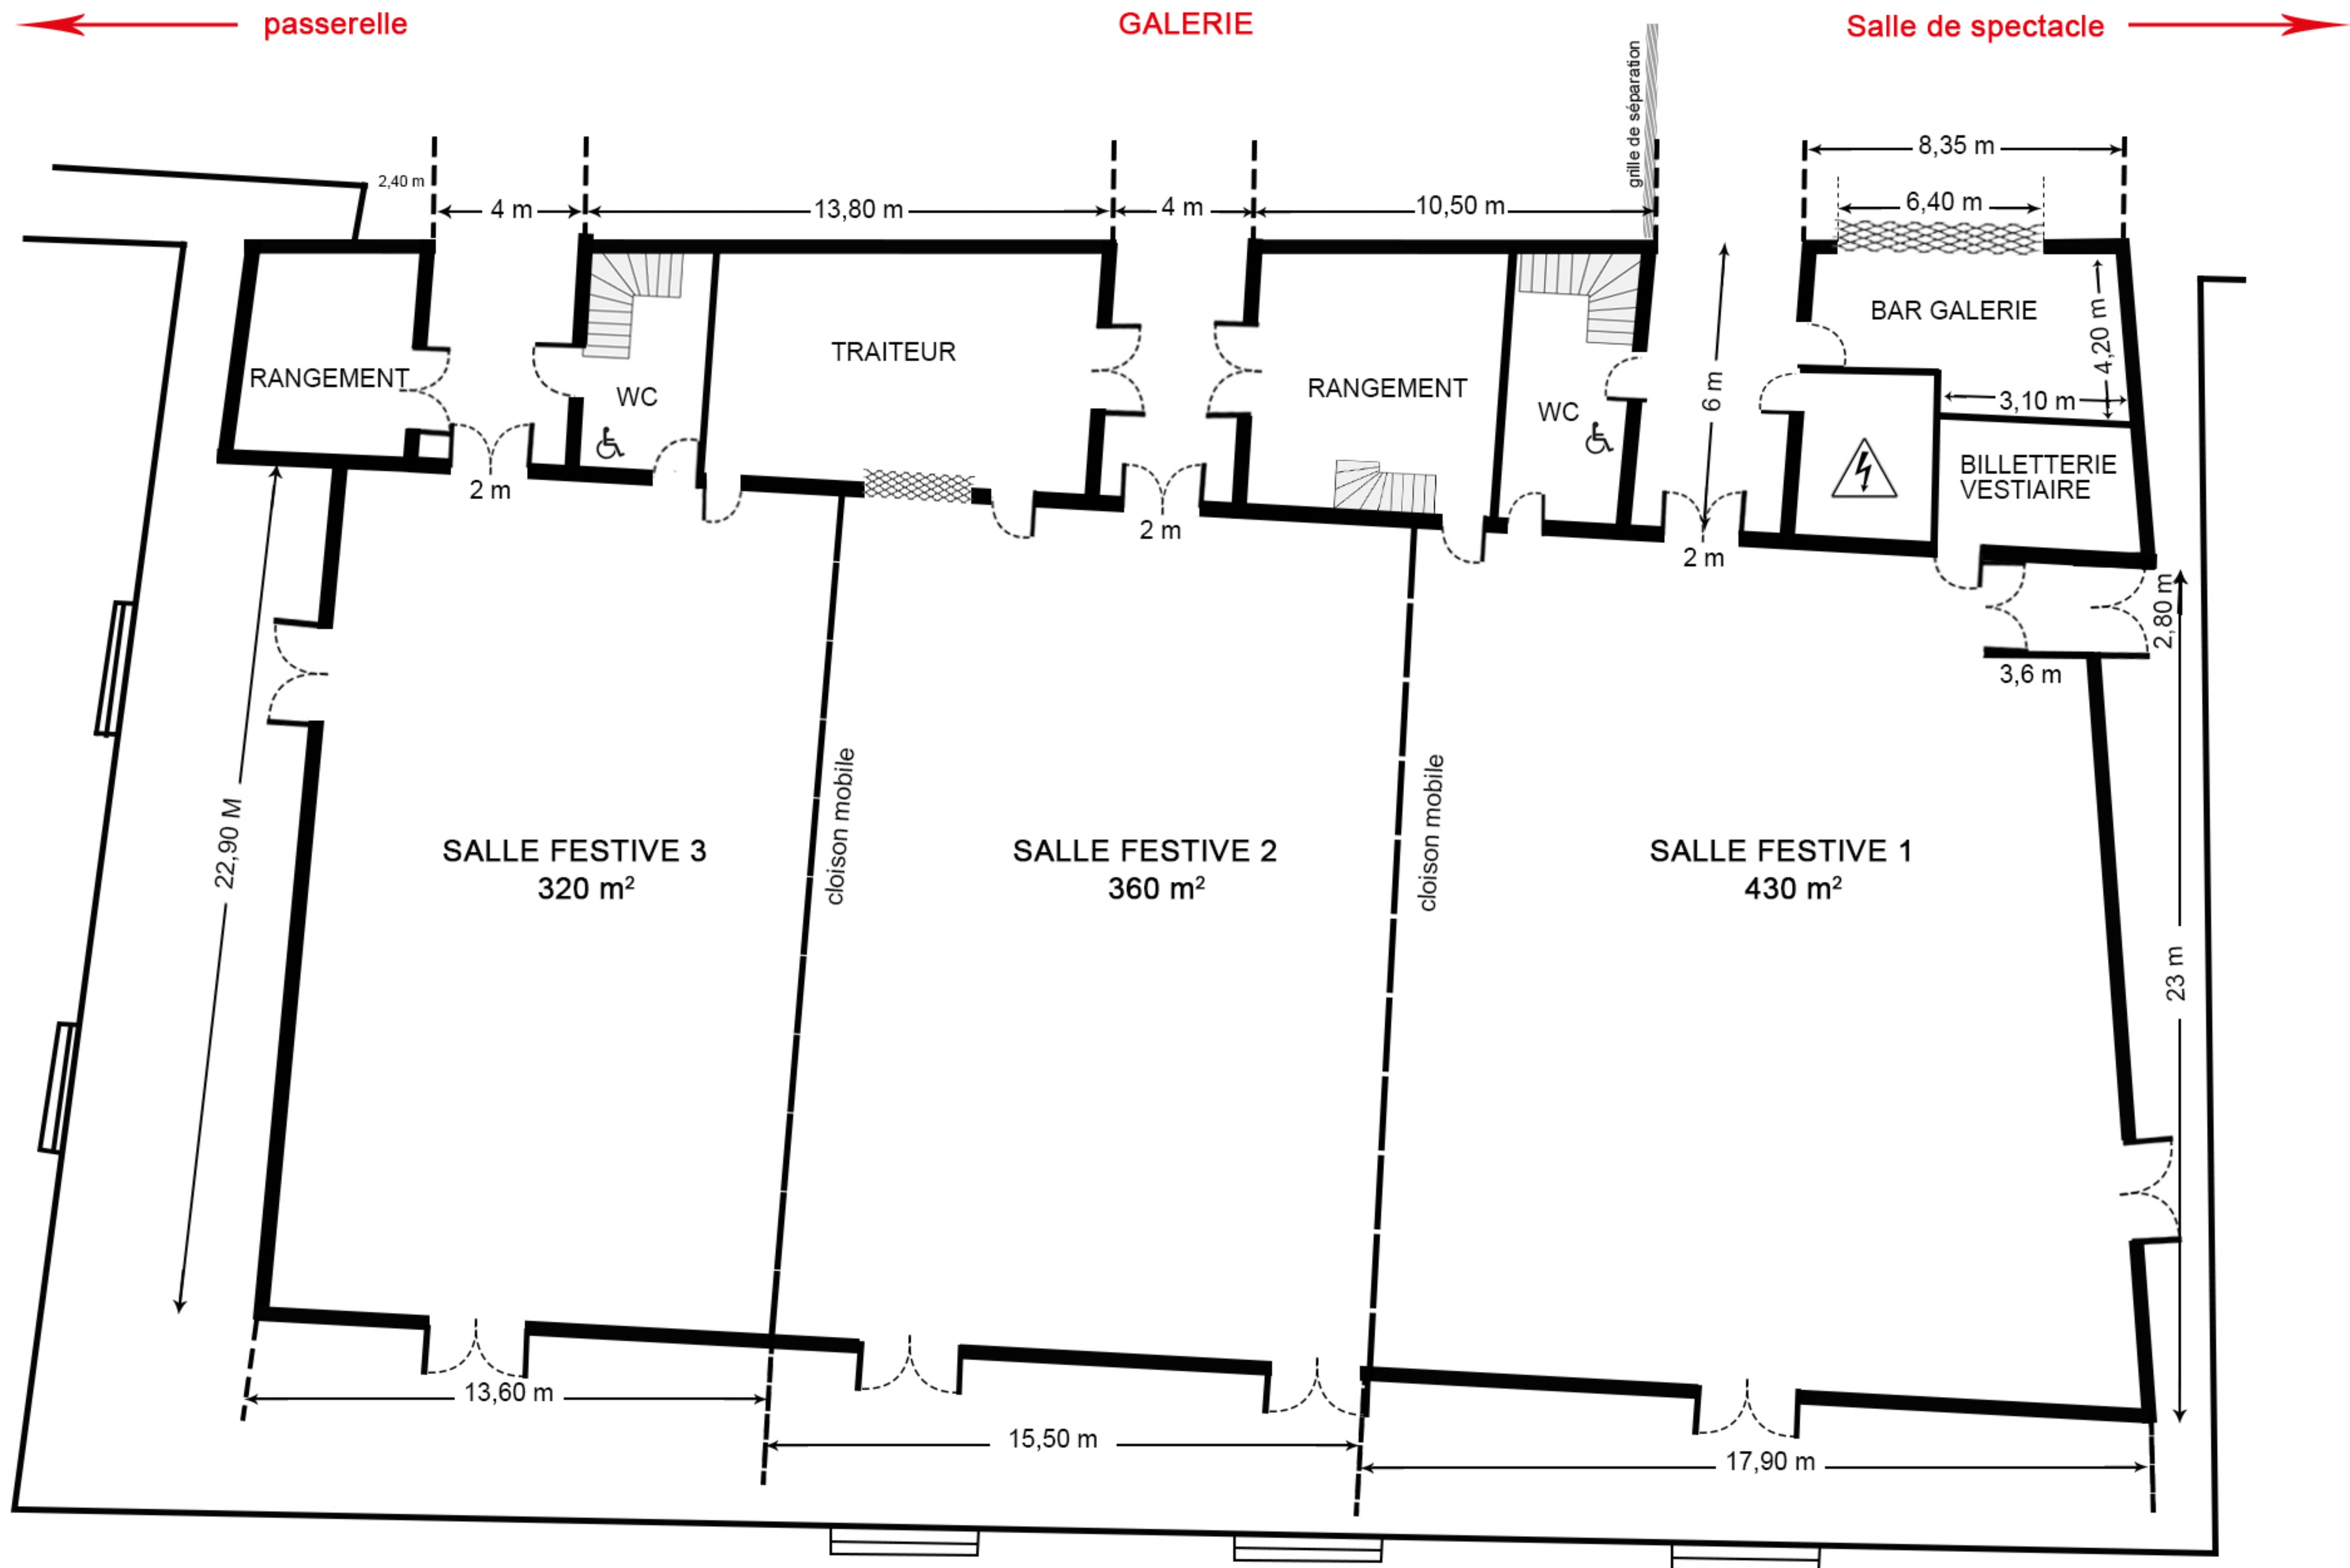 passerelle
GALERIE
Salle de spectacle
grille de séparation
8,35 m
2,40 m
4 m
13,80 m
4 m
10,50 m
6,40 m
BAR GALERIE
4,20 m
TRAITEUR
RANGEMENT
WC
RANGEMENT
WC
6 m
3,10 m
BILLETTERIE
VESTIAIRE
2 m
2 m
2 m
2,80 m
3,6 m
22,90 M
cloison mobile
cloison mobile
SALLE FESTIVE 3
320 m²
SALLE FESTIVE 2
360 m²
SALLE FESTIVE 1
430 m²
23 m
13,60 m
15,50 m
17,90 m